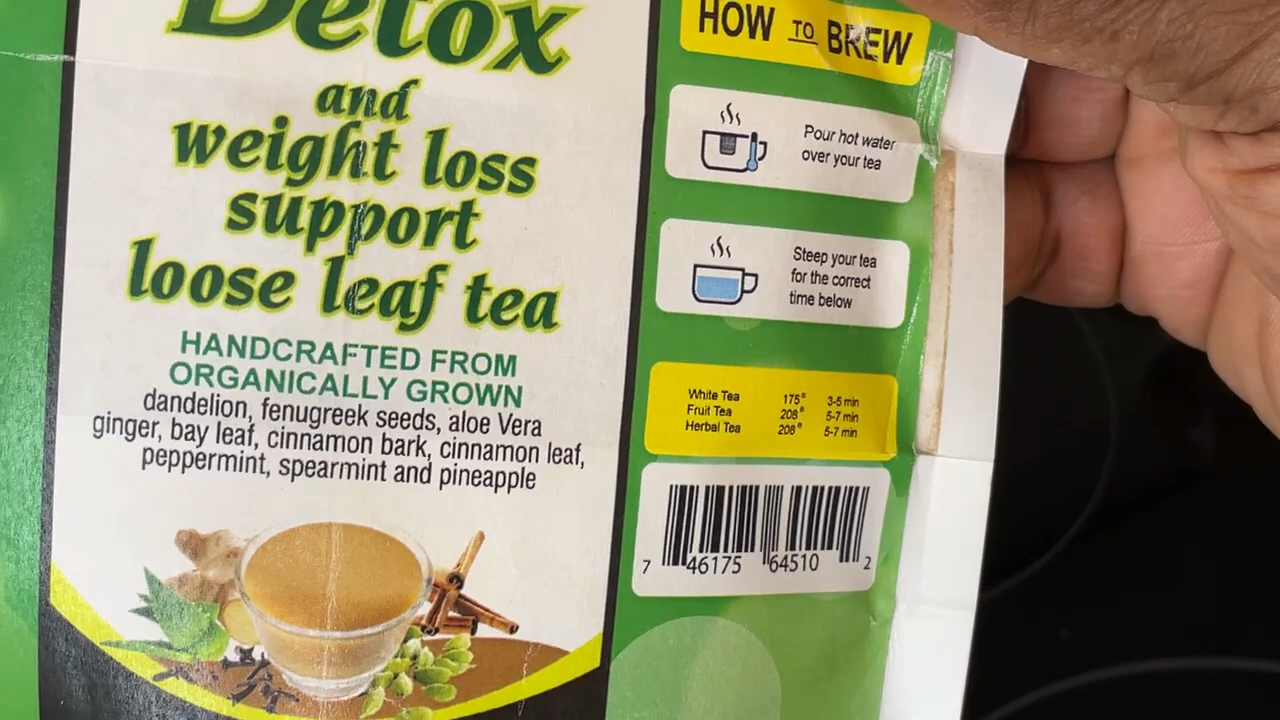 Detox
and
weight loss
support
loose leaf tea
HANDCRAFTED FROM
ORGANICALLY GROWN
dandelion, fenugreek seeds, aloe Vera
ginger, bay leaf, cinnamon bark, cinnamon leaf,
peppermint, spearmint and pineapple
HOW TO BREW
Pour hot water
over your tea
Steep your tea
for the correct
time below
White Tea 175° 3-5 min
Fruit Tea 208° 5-7 min
Herbal Tea 208° 5-7 min
7 46175 64510 2